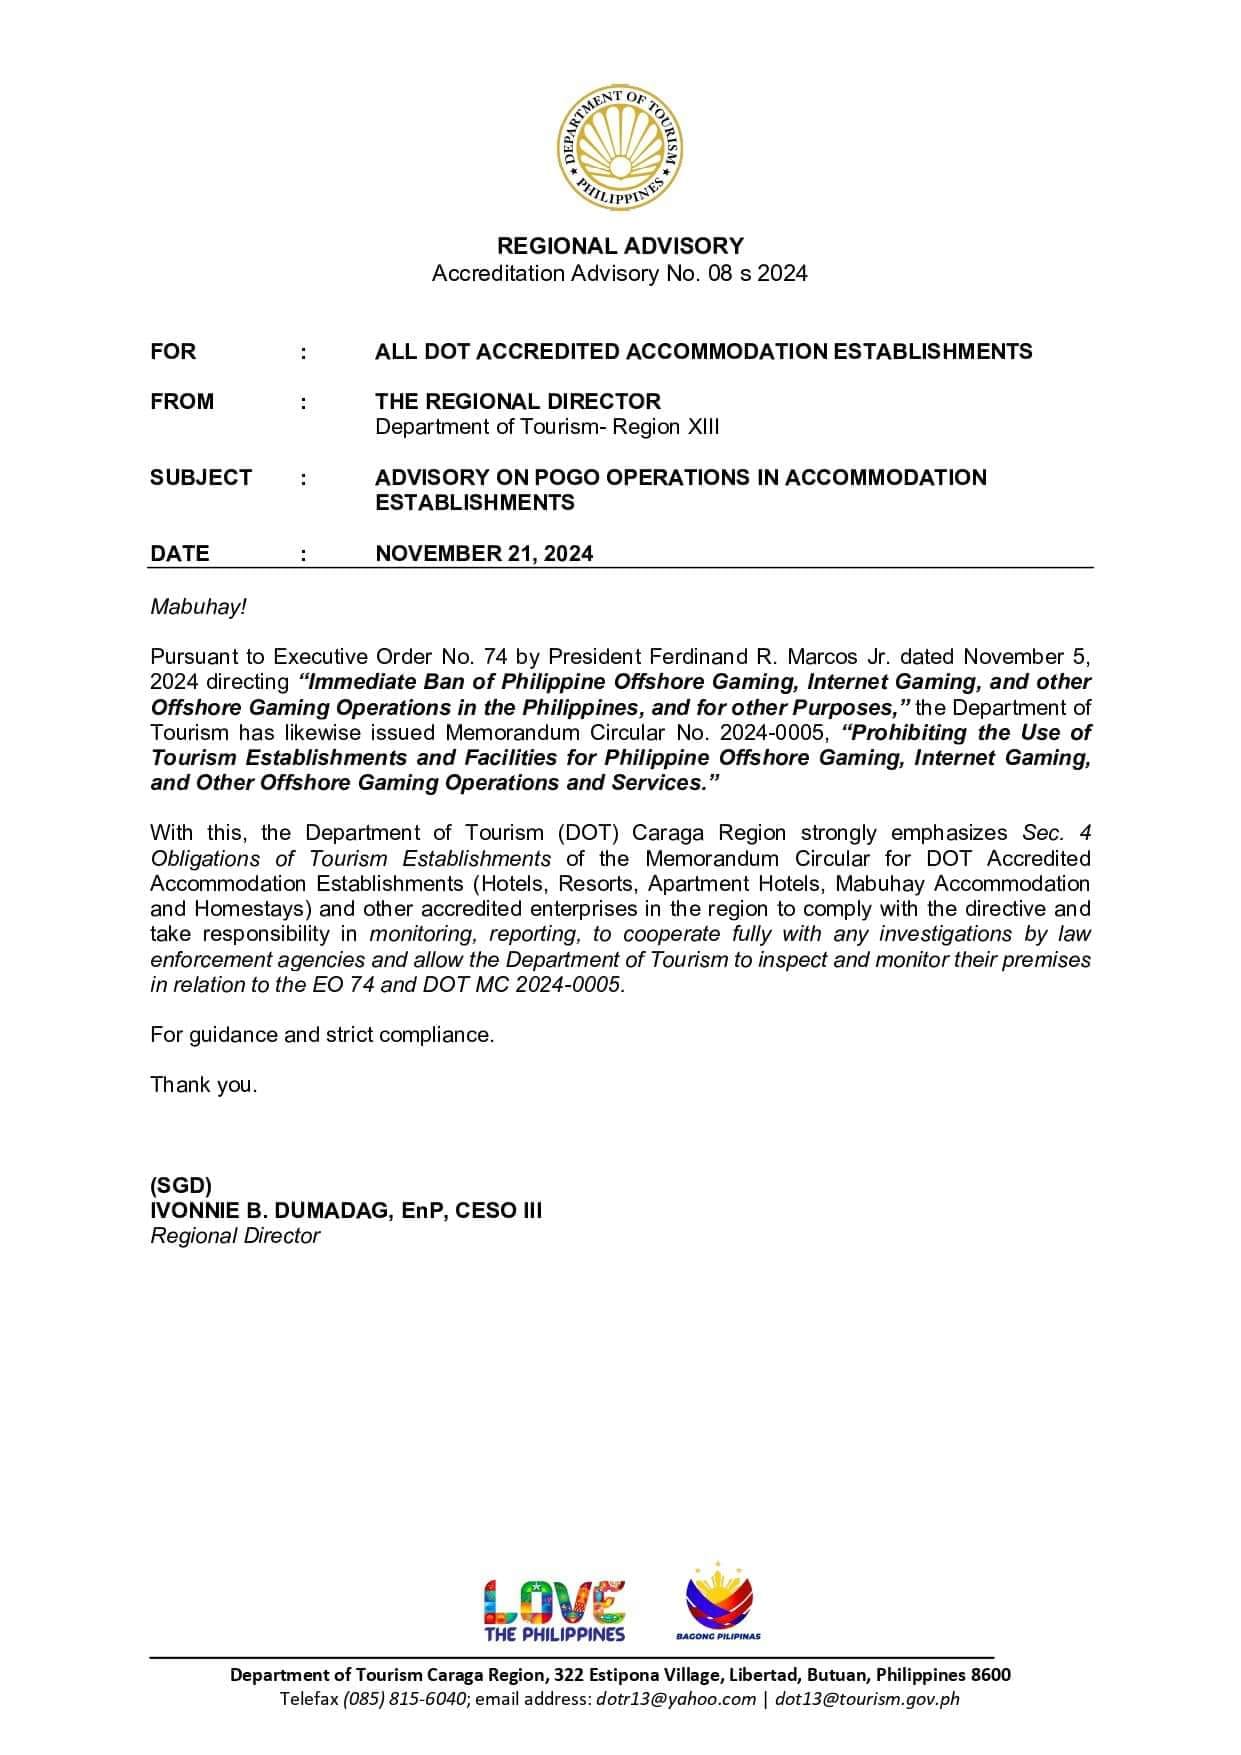 DEPARTMENT OF TOURISM
★ PHILIPPINES ★
REGIONAL ADVISORY
Accreditation Advisory No. 08 s 2024
FOR : ALL DOT ACCREDITED ACCOMMODATION ESTABLISHMENTS
FROM : THE REGIONAL DIRECTOR
Department of Tourism- Region XIII
SUBJECT : ADVISORY ON POGO OPERATIONS IN ACCOMMODATION
ESTABLISHMENTS
DATE : NOVEMBER 21, 2024
Mabuhay!
Pursuant to Executive Order No. 74 by President Ferdinand R. Marcos Jr. dated November 5,
2024 directing “Immediate Ban of Philippine Offshore Gaming, Internet Gaming, and other
Offshore Gaming Operations in the Philippines, and for other Purposes,” the Department of
Tourism has likewise issued Memorandum Circular No. 2024-0005, “Prohibiting the Use of
Tourism Establishments and Facilities for Philippine Offshore Gaming, Internet Gaming,
and Other Offshore Gaming Operations and Services.”
With this, the Department of Tourism (DOT) Caraga Region strongly emphasizes Sec. 4
Obligations of Tourism Establishments of the Memorandum Circular for DOT Accredited
Accommodation Establishments (Hotels, Resorts, Apartment Hotels, Mabuhay Accommodation
and Homestays) and other accredited enterprises in the region to comply with the directive and
take responsibility in monitoring, reporting, to cooperate fully with any investigations by law
enforcement agencies and allow the Department of Tourism to inspect and monitor their premises
in relation to the EO 74 and DOT MC 2024-0005.
For guidance and strict compliance.
Thank you.
(SGD)
IVONNIE B. DUMADAG, EnP, CESO III
Regional Director
LOVE
THE PHILIPPINES
BAGONG PILIPINAS
Department of Tourism Caraga Region, 322 Estipona Village, Libertad, Butuan, Philippines 8600
Telefax (085) 815-6040; email address: dotr13@yahoo.com | dot13@tourism.gov.ph